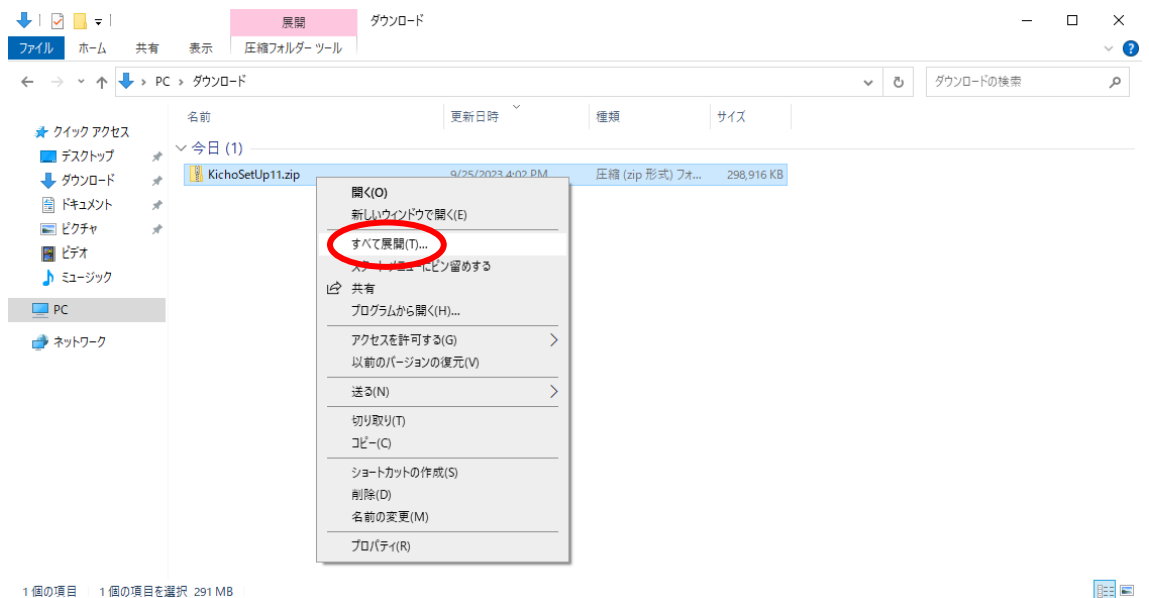 展開
ダウンロード
ファイル
ホーム
共有
表示
圧縮フォルダー ツール
PC
ダウンロード
ダウンロードの検索
クイック アクセス
デスクトップ
ダウンロード
ドキュメント
ピクチャ
ビデオ
ミュージック
PC
ネットワーク
名前
更新日時
種類
サイズ
今日 (1)
KichoSetUp11.zip
9/25/2023 4:02 PM
圧縮 (zip 形式) フォ...
298,916 KB
開く(O)
新しいウィンドウで開く(E)
すべて展開(T)...
スタート メニューにピン留めする
共有
プログラムから開く(H)...
アクセスを許可する(G)
以前のバージョンの復元(V)
送る(N)
切り取り(T)
コピー(C)
ショートカットの作成(S)
削除(D)
名前の変更(M)
プロパティ(R)
1 個の項目
1 個の項目を選択 291 MB